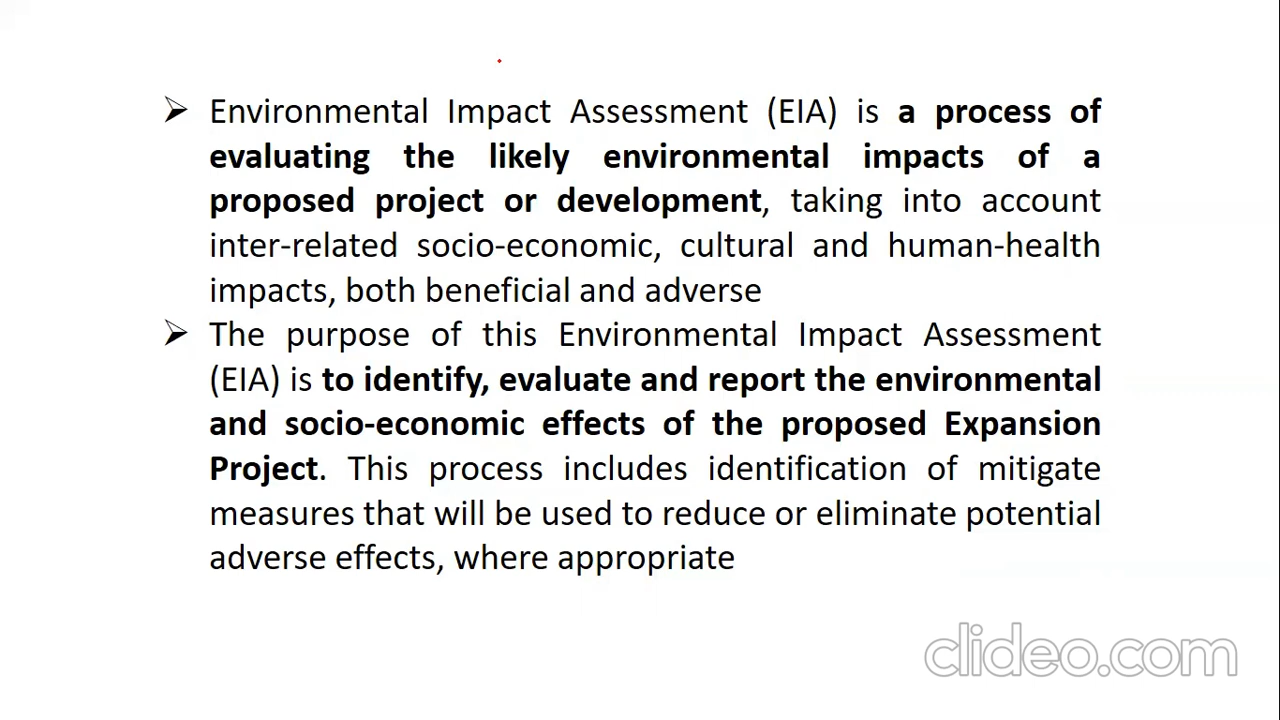 ➢ Environmental Impact Assessment (EIA) is a process of
evaluating the likely environmental impacts of a
proposed project or development, taking into account
inter-related socio-economic, cultural and human-health
impacts, both beneficial and adverse
➢ The purpose of this Environmental Impact Assessment
(EIA) is to identify, evaluate and report the environmental
and socio-economic effects of the proposed Expansion
Project. This process includes identification of mitigate
measures that will be used to reduce or eliminate potential
adverse effects, where appropriate
clideo.com